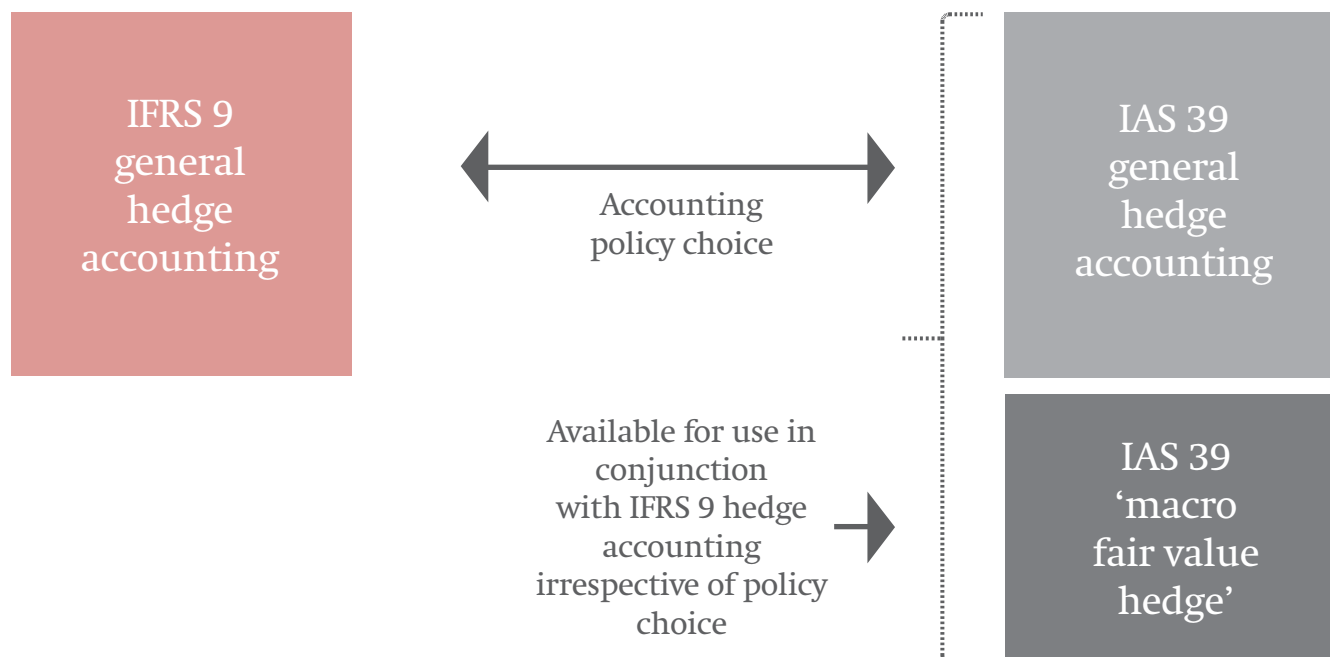 IFRS 9
general
hedge
accounting
Accounting
policy choice
IAS 39
general
hedge
accounting
Available for use in
conjunction
with IFRS 9 hedge
accounting
irrespective of policy
choice
IAS 39
‘macro
fair value
hedge’